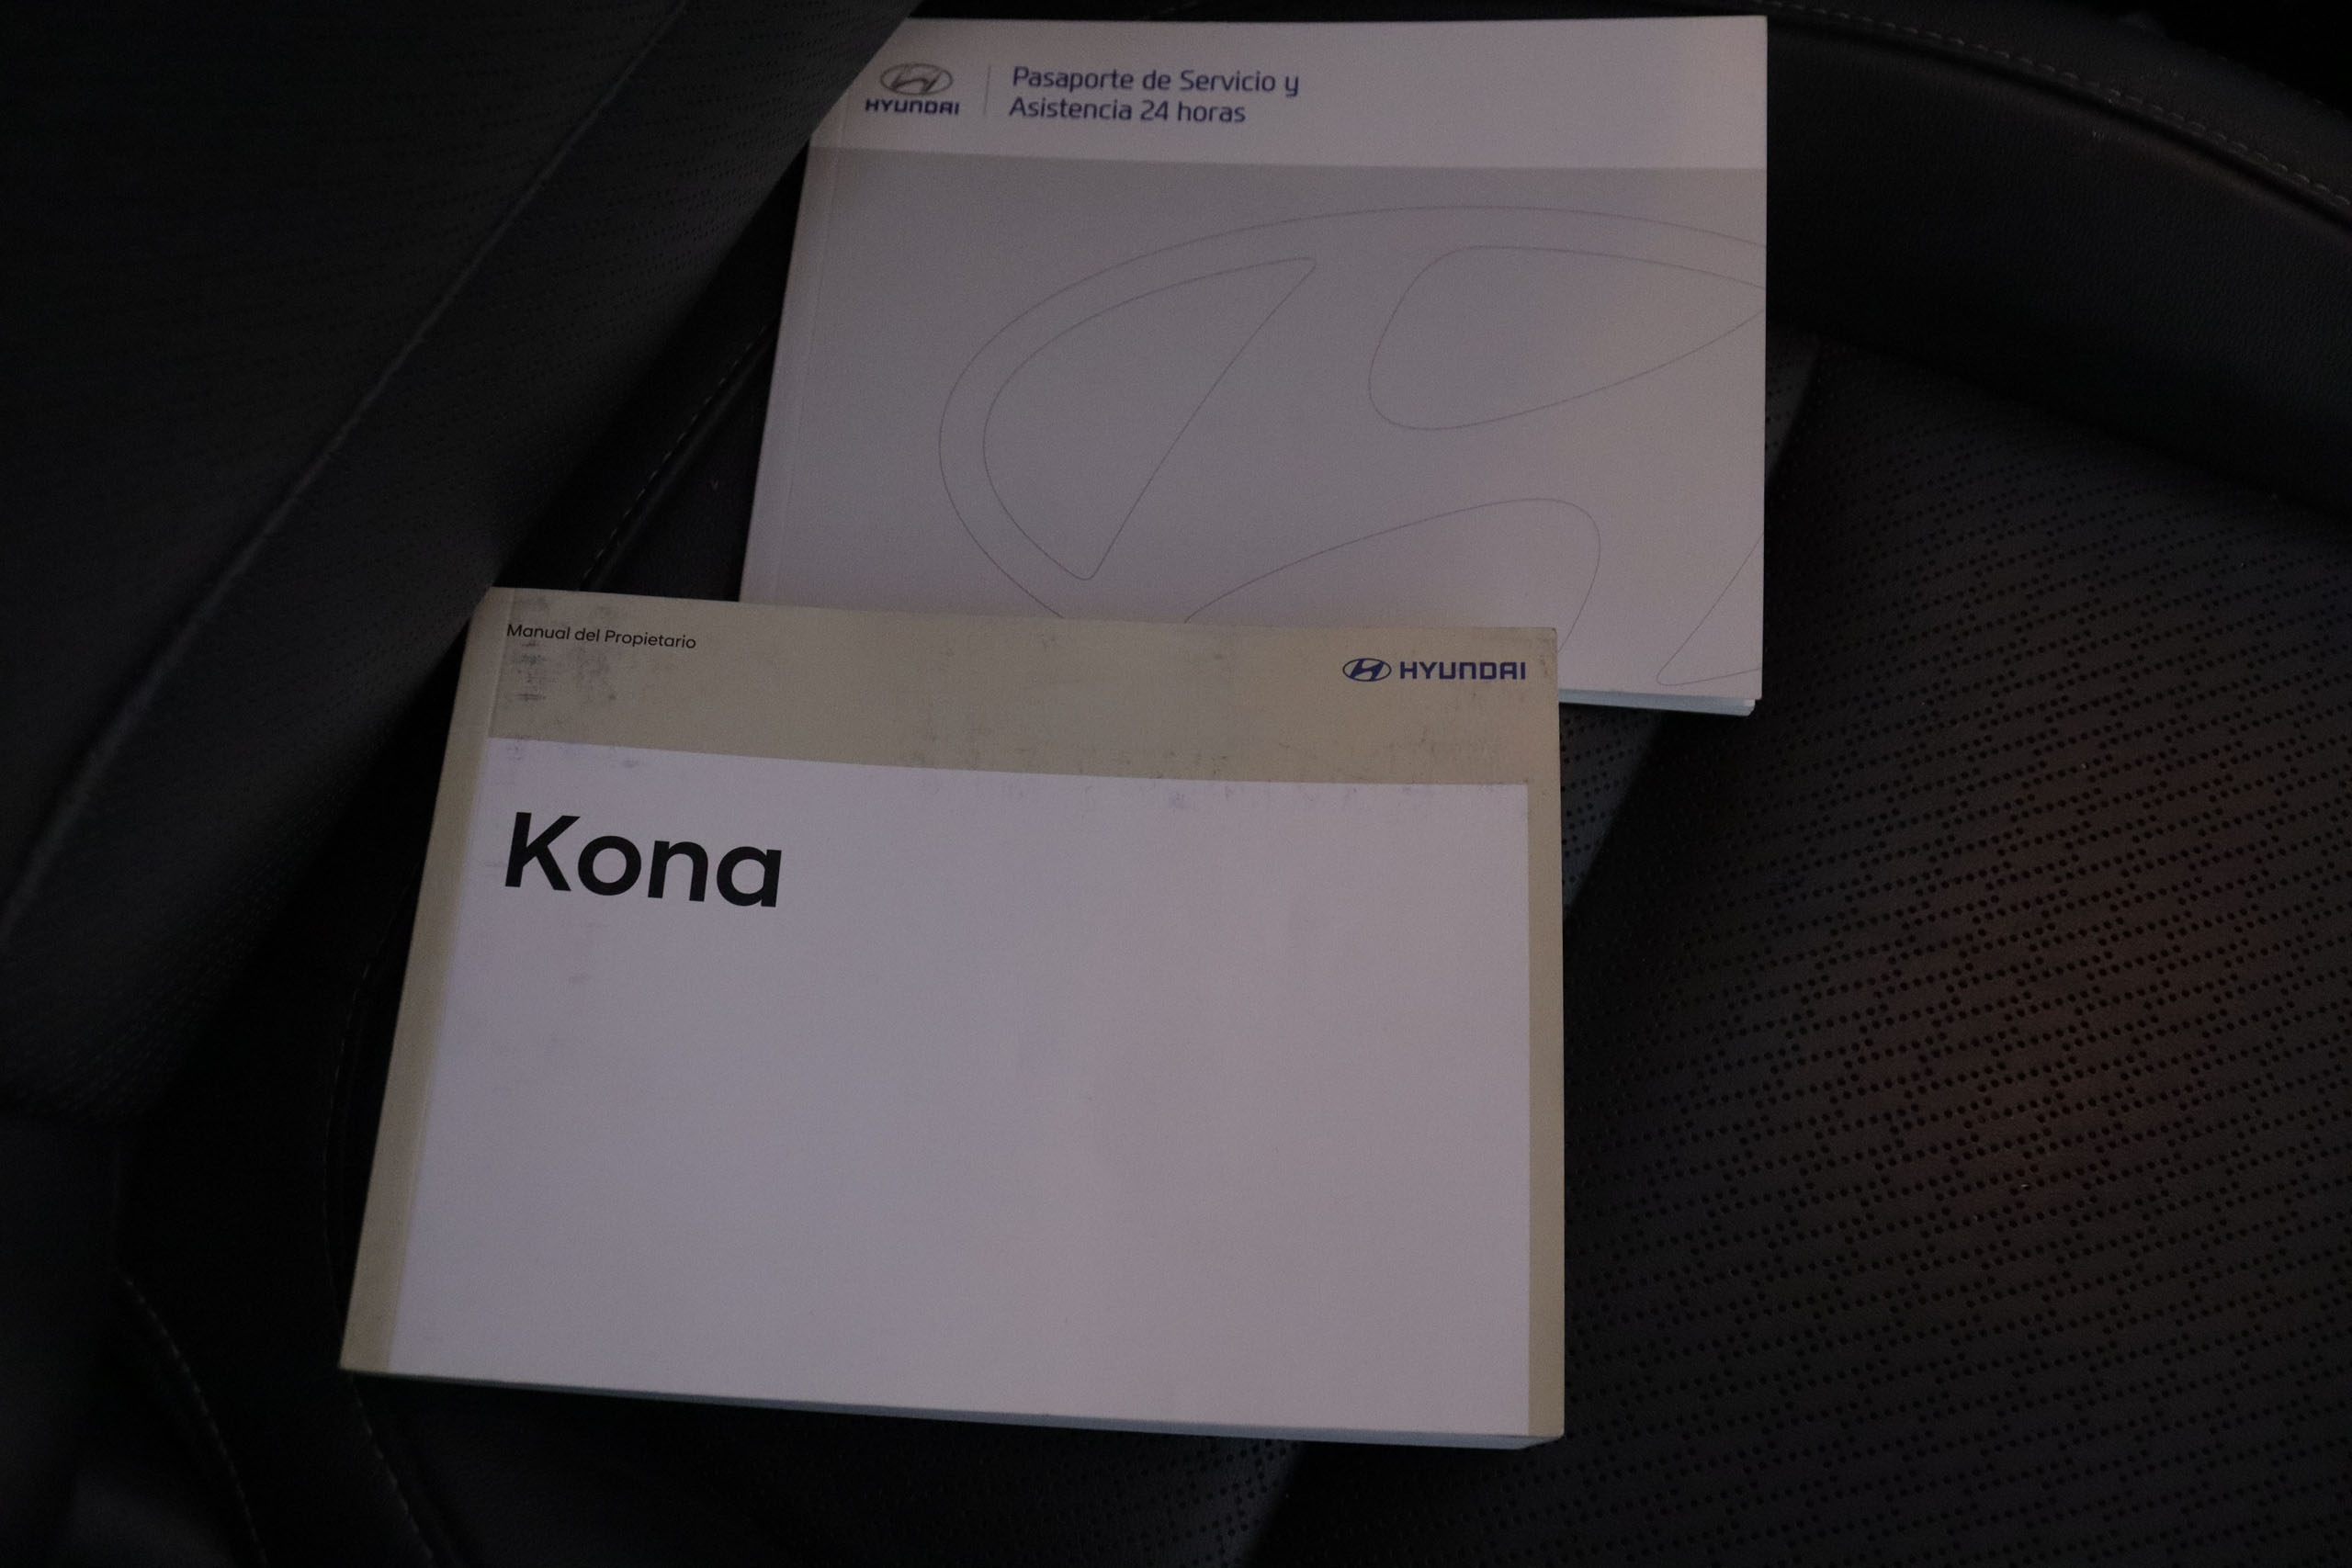 HYUNDAI
Pasaporte de Servicio y
Asistencia 24 horas
Manual del Propietario
HYUNDAI
Kona